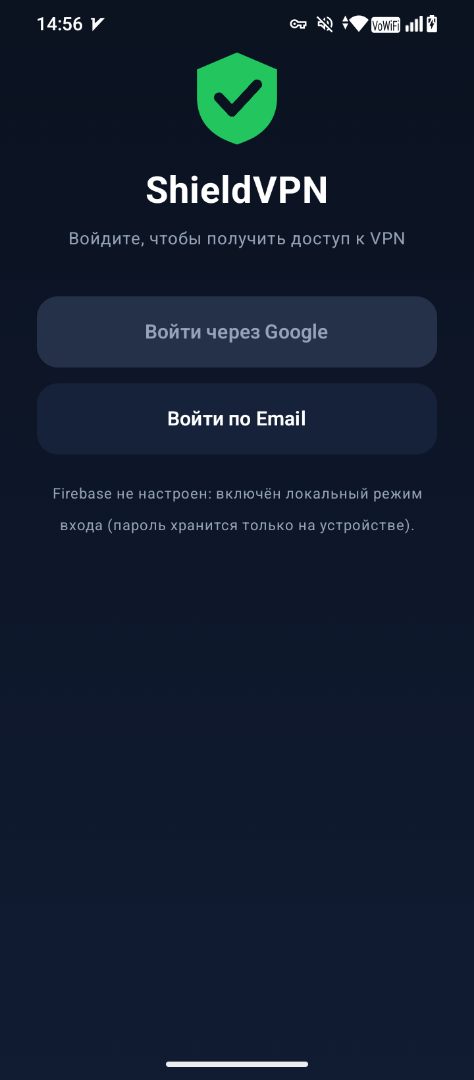 14:56
VoWiFi
ShieldVPN
Войдите, чтобы получить доступ к VPN
Войти через Google
Войти по Email
Firebase не настроен: включён локальный режим
входа (пароль хранится только на устройстве).